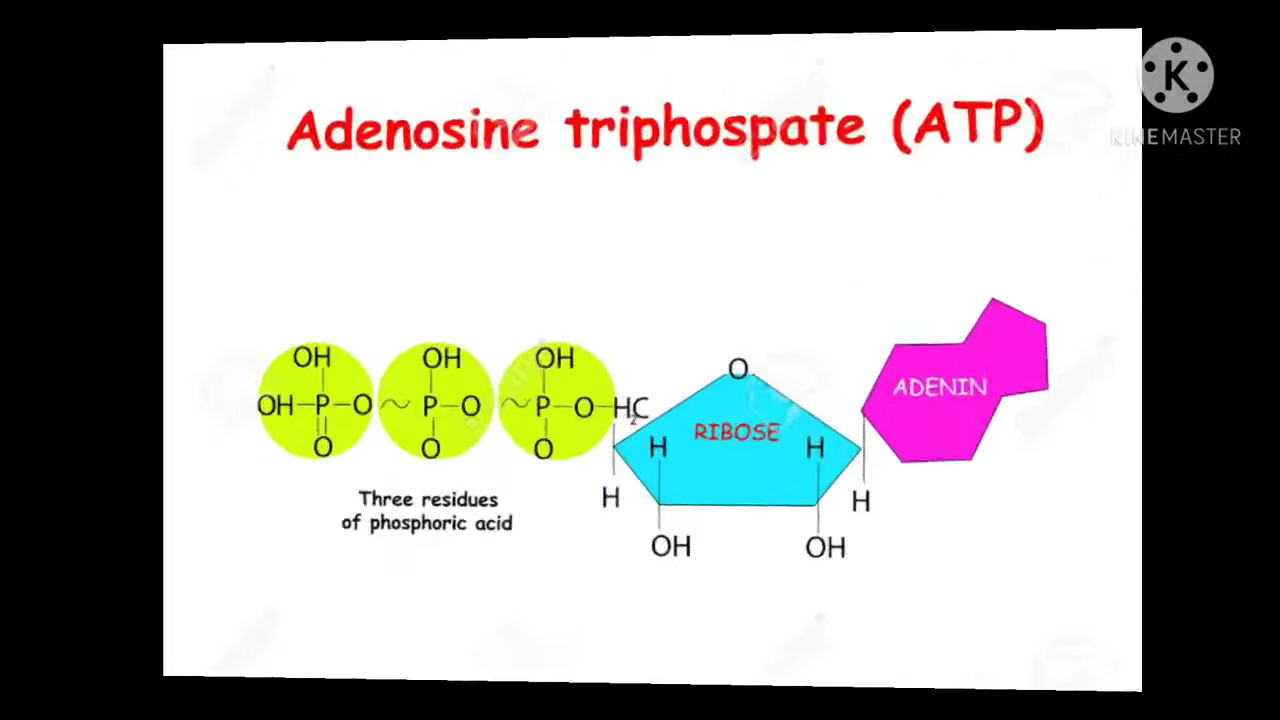 Adenosine triphospate (ATP)
K
KINEMASTER
OH OH OH O
OH-P-O ~ P-O ~ P-O-H2C
RIBOSE
ADENIN
O O O H H
H H
Three residues
of phosphoric acid
OH OH